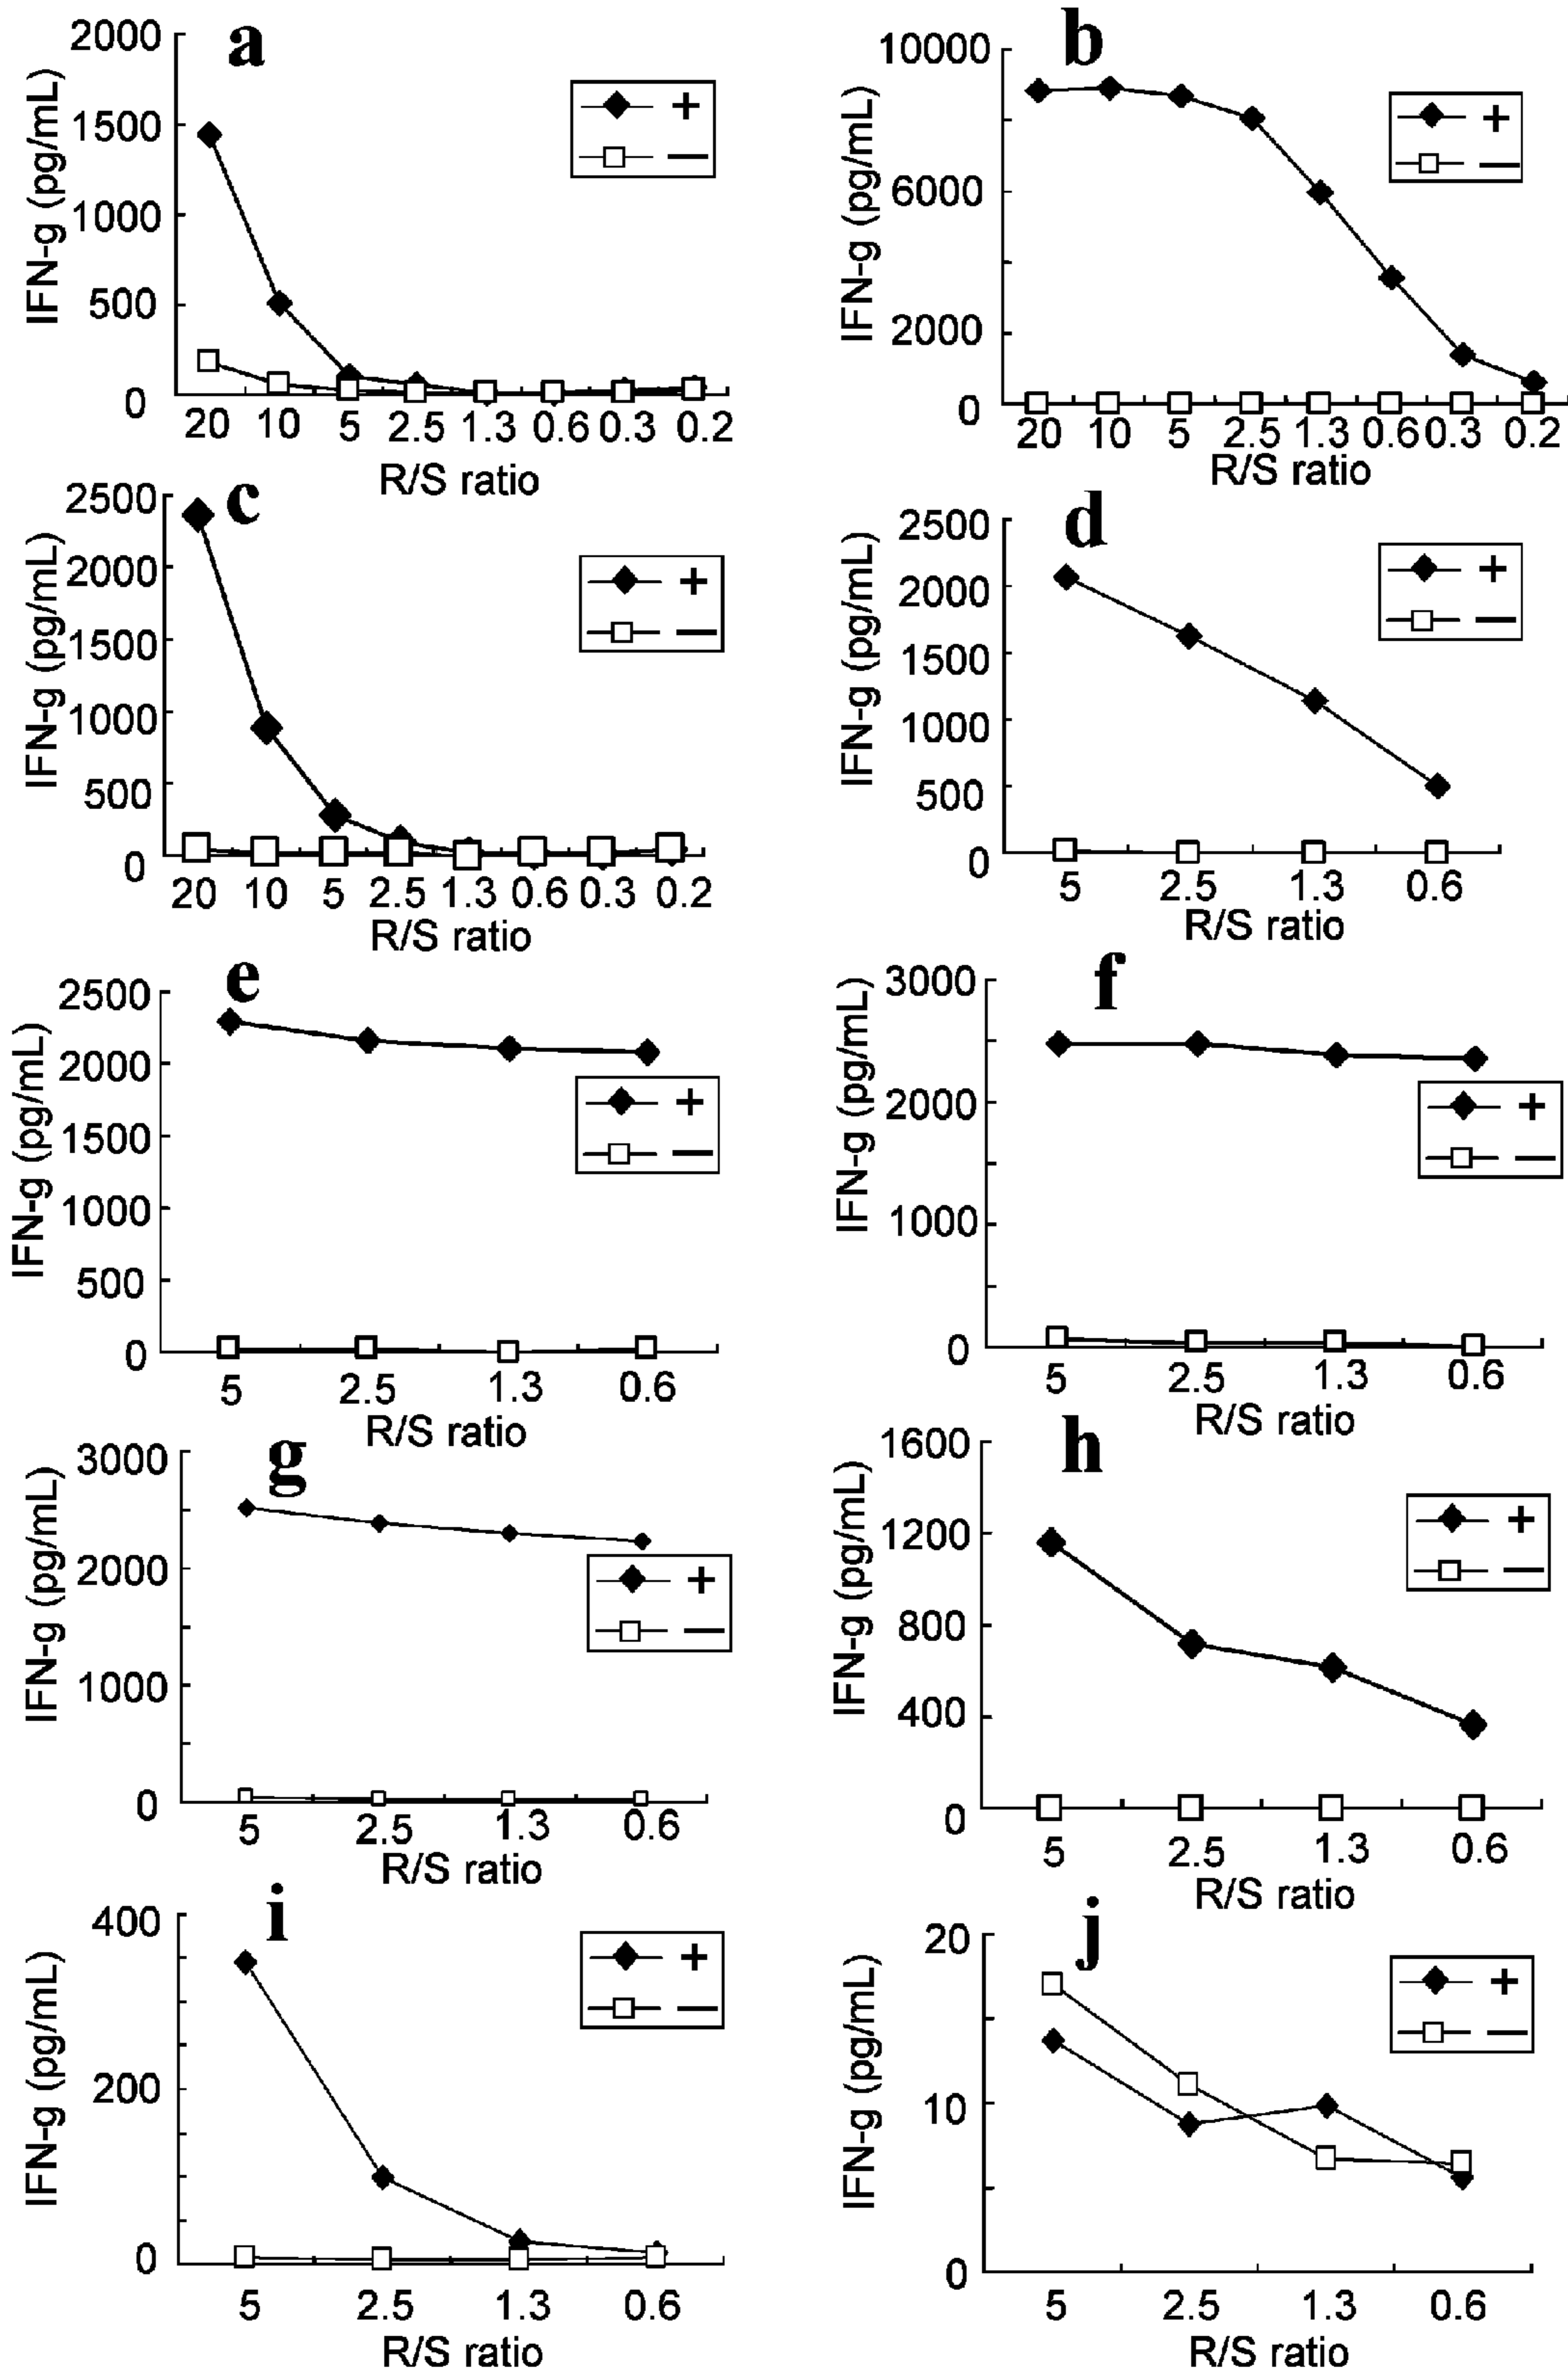 a
IFN-g (pg/mL)
2000
1500
1000
500
0
+
−
20 10 5 2.5 1.3 0.6 0.3 0.2
R/S ratio
b
IFN-g (pg/mL)
10000
6000
2000
0
+
−
20 10 5 2.5 1.3 0.6 0.3 0.2
R/S ratio
c
IFN-g (pg/mL)
2500
2000
1500
1000
500
0
+
−
20 10 5 2.5 1.3 0.6 0.3 0.2
R/S ratio
d
IFN-g (pg/mL)
2500
2000
1500
1000
500
0
+
−
5 2.5 1.3 0.6
R/S ratio
e
IFN-g (pg/mL)
2500
2000
1500
1000
500
0
+
−
5 2.5 1.3 0.6
R/S ratio
f
IFN-g (pg/mL)
3000
2000
1000
0
+
−
5 2.5 1.3 0.6
R/S ratio
g
IFN-g (pg/mL)
3000
2000
1000
0
+
−
5 2.5 1.3 0.6
R/S ratio
h
IFN-g (pg/mL)
1600
1200
800
400
0
+
−
5 2.5 1.3 0.6
R/S ratio
i
IFN-g (pg/mL)
400
200
0
+
−
5 2.5 1.3 0.6
R/S ratio
j
IFN-g (pg/mL)
20
10
0
+
−
5 2.5 1.3 0.6
R/S ratio